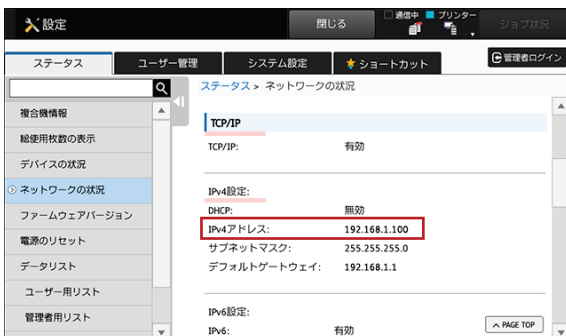 設定
閉じる
通信中
プリンター
ジョブ状況
ステータス
ユーザー管理
システム設定
ショートカット
管理者ログイン
ステータス > ネットワークの状況
複合機情報
総使用枚数の表示
デバイスの状況
ネットワークの状況
ファームウェアバージョン
電源のリセット
データリスト
ユーザー用リスト
管理者用リスト
TCP/IP
TCP/IP: 有効
IPv4設定:
DHCP: 無効
IPv4アドレス: 192.168.1.100
サブネットマスク: 255.255.255.0
デフォルトゲートウェイ: 192.168.1.1
IPv6設定:
IPv6: 有効
PAGE TOP